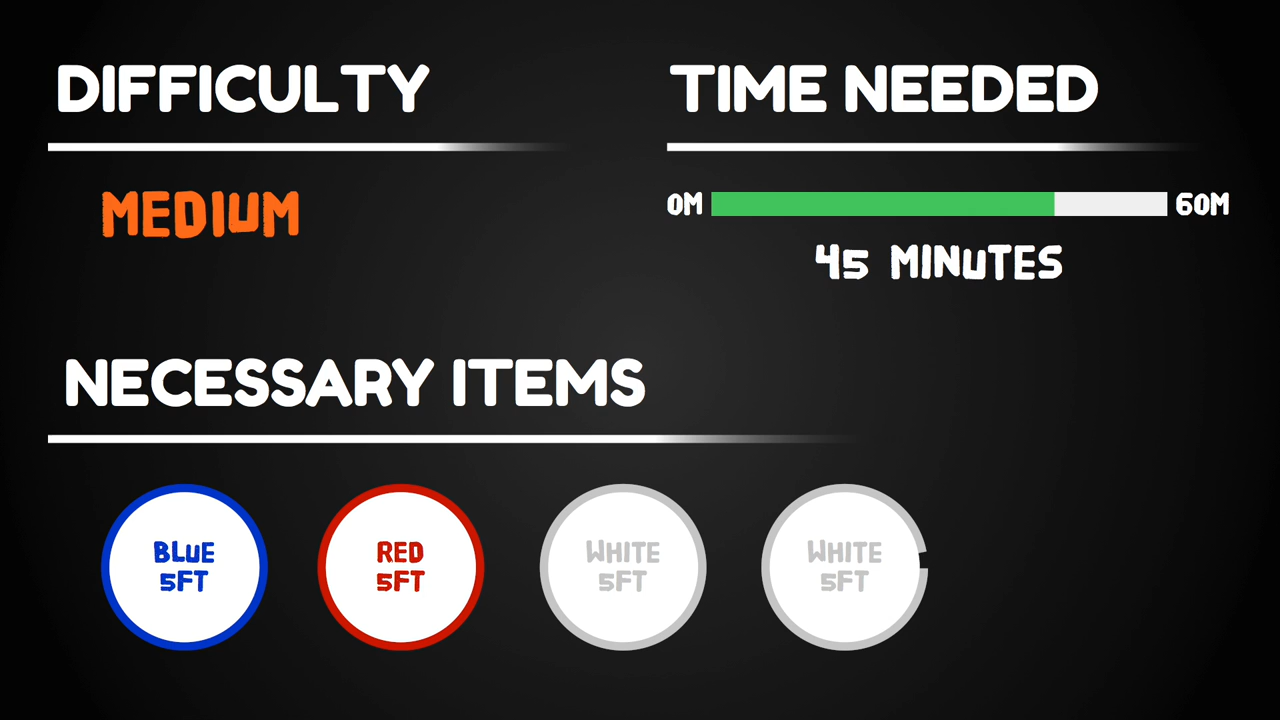 DIFFICULTY
MEDIUM
TIME NEEDED
0M 60M
45 MINUTES
NECESSARY ITEMS
BLUE
5FT
RED
5FT
WHITE
5FT
WHITE
5FT